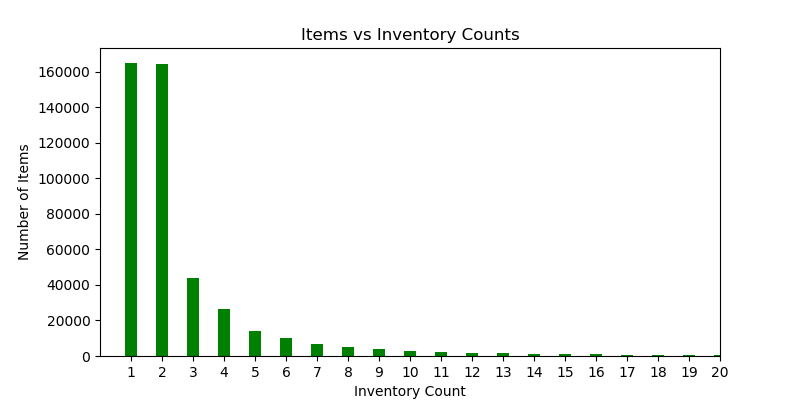 Items vs Inventory Counts
160000
140000
120000
100000
80000
60000
40000
20000
0
Number of Items
1 2 3 4 5 6 7 8 9 10 11 12 13 14 15 16 17 18 19 20
Inventory Count